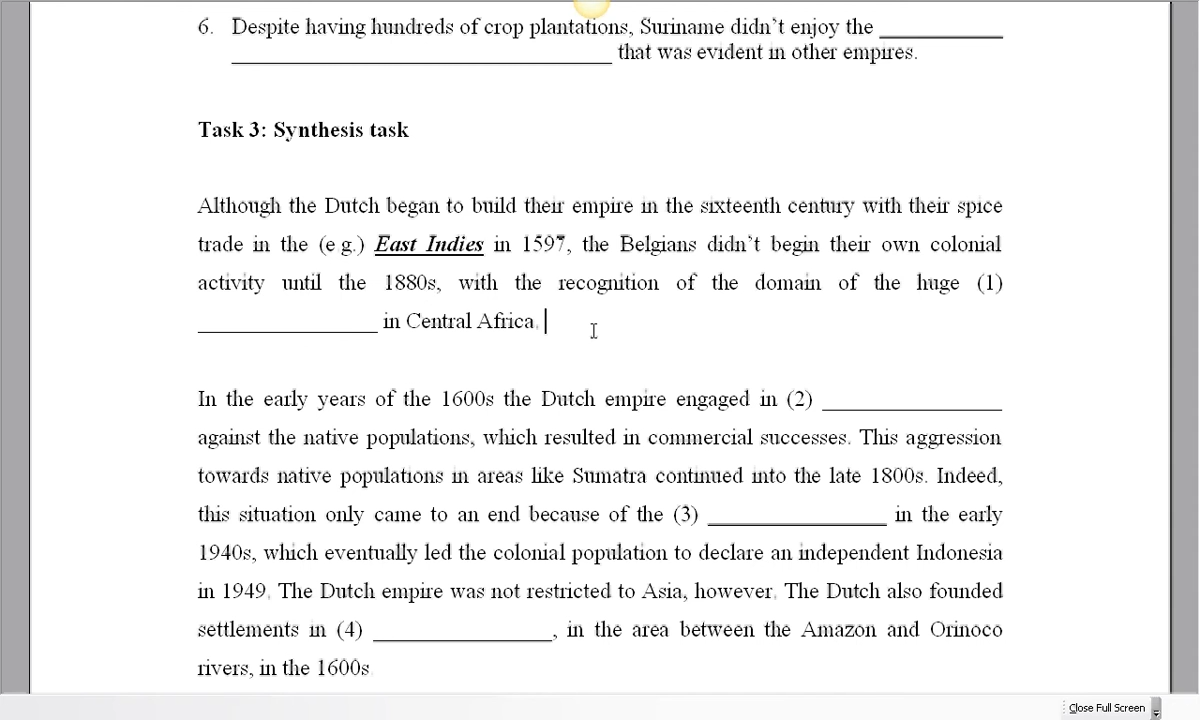 6. Despite having hundreds of crop plantations, Suriname didn't enjoy the ____________
____________________________________ that was evident in other empires.
Task 3: Synthesis task
Although the Dutch began to build their empire in the sixteenth century with their spice
trade in the (e g.) East Indies in 1597, the Belgians didn't begin their own colonial
activity until the 1880s, with the recognition of the domain of the huge (1)
_________________ in Central Africa.
In the early years of the 1600s the Dutch empire engaged in (2) _________________
against the native populations, which resulted in commercial successes. This aggression
towards native populations in areas like Sumatra continued into the late 1800s. Indeed,
this situation only came to an end because of the (3) _________________ in the early
1940s, which eventually led the colonial population to declare an independent Indonesia
in 1949. The Dutch empire was not restricted to Asia, however. The Dutch also founded
settlements in (4) _________________, in the area between the Amazon and Orinoco
rivers, in the 1600s
Close Full Screen